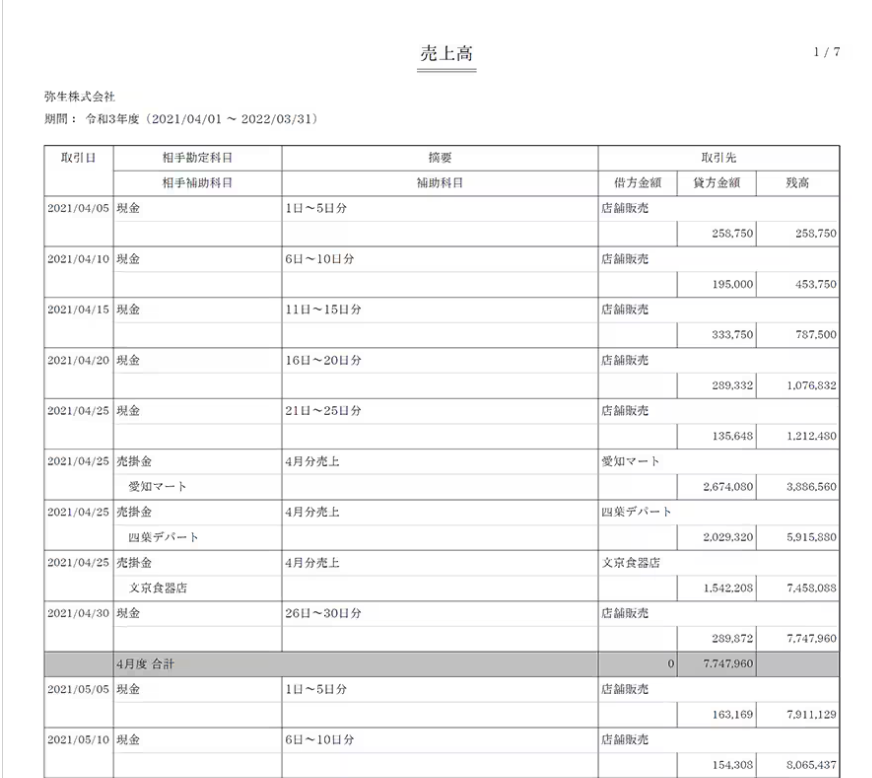 売上高
1 / 7
弥生株式会社
期間： 令和3年度（2021/04/01 ～ 2022/03/31）
取引日 相手勘定科目 摘要 取引先
相手補助科目 補助科目 借方金額 貸方金額 残高
2021/04/05 現金 1日～5日分 店舗販売
258,750 258,750
2021/04/10 現金 6日～10日分 店舗販売
195,000 453,750
2021/04/15 現金 11日～15日分 店舗販売
333,750 787,500
2021/04/20 現金 16日～20日分 店舗販売
289,332 1,076,832
2021/04/25 現金 21日～25日分 店舗販売
135,648 1,212,480
2021/04/25 売掛金 4月分売上 愛知マート
愛知マート 2,674,080 3,886,560
2021/04/25 売掛金 4月分売上 四葉デパート
四葉デパート 2,029,320 5,915,880
2021/04/25 売掛金 4月分売上 文京食器店
文京食器店 1,542,208 7,458,088
2021/04/30 現金 26日～30日分 店舗販売
289,872 7,747,960
4月度 合計 0 7,747,960
2021/05/05 現金 1日～5日分 店舗販売
163,169 7,911,129
2021/05/10 現金 6日～10日分 店舗販売
154,308 8,065,437